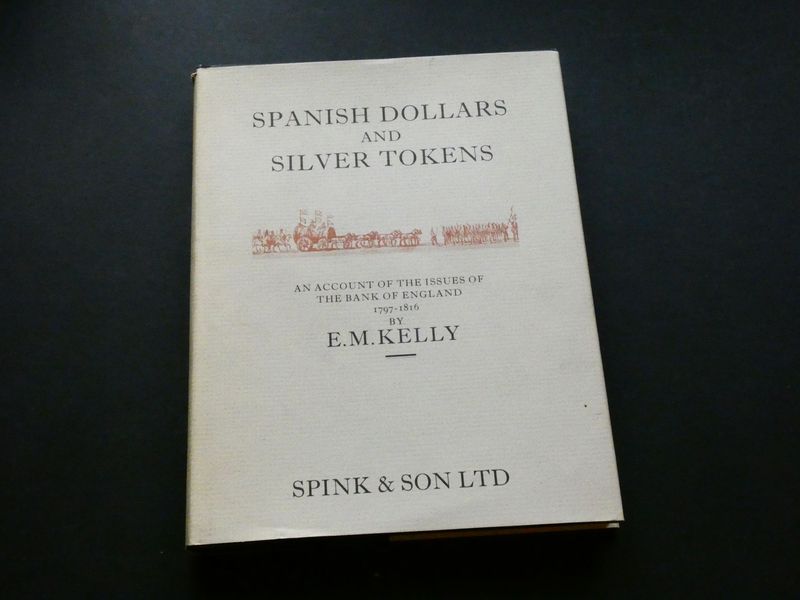 SPANISH DOLLARS
AND
SILVER TOKENS
AN ACCOUNT OF THE ISSUES OF
THE BANK OF ENGLAND
1797-1816
BY
E.M.KELLY
SPINK & SON LTD